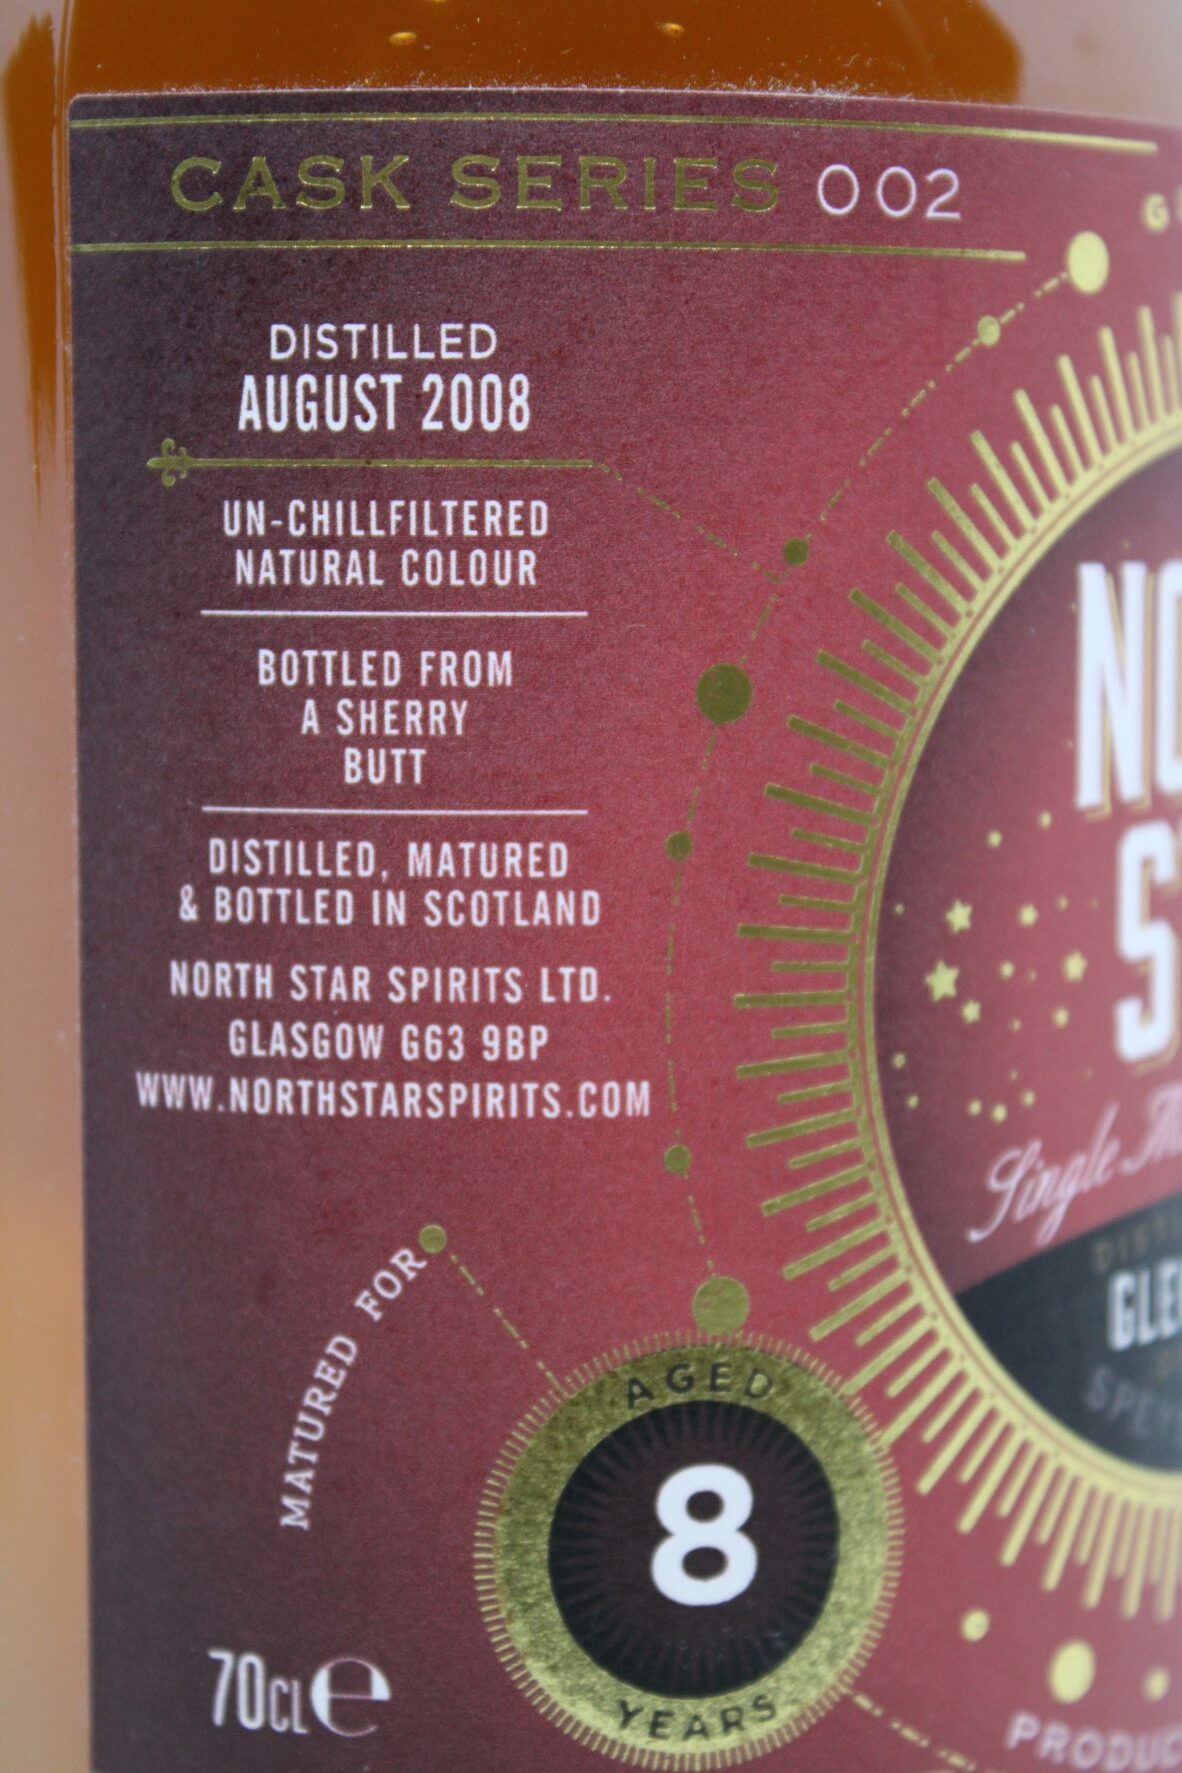 CASK SERIES 002
DISTILLED
AUGUST 2008
UN-CHILLFILTERED
NATURAL COLOUR
BOTTLED FROM
A SHERRY
BUTT
DISTILLED, MATURED
& BOTTLED IN SCOTLAND
NORTH STAR SPIRITS LTD.
GLASGOW G63 9BP
WWW.NORTHSTARSPIRITS.COM
MATURED FOR
AGED
8
YEARS
70CL e
Single